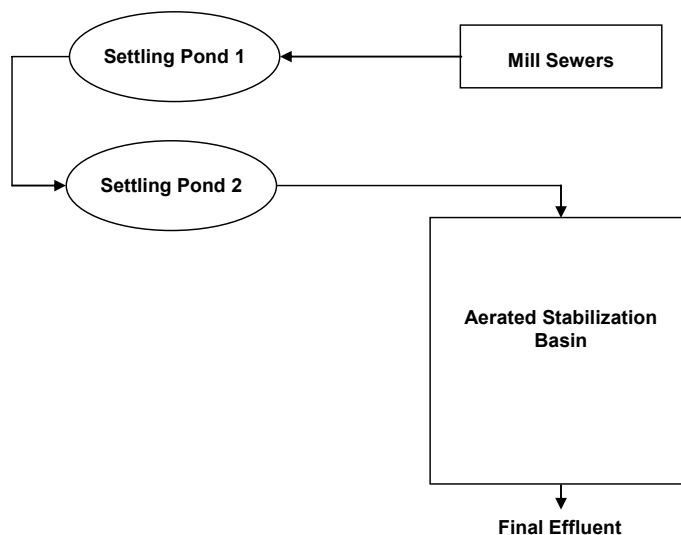 Settling Pond 1
Mill Sewers
Settling Pond 2
Aerated Stabilization
Basin
Final Effluent